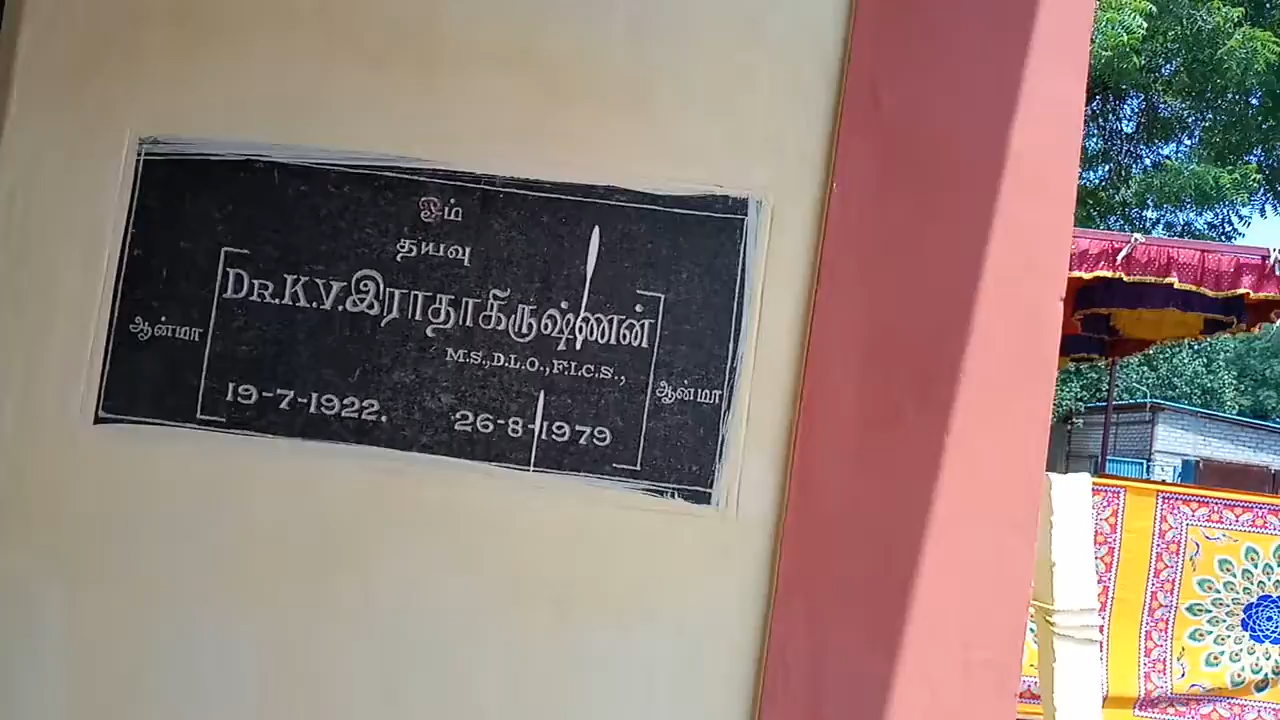 ஓம்
தயவு
DR.K.V.இராதாகிருஷ்ணன்
ஆன்மா
M.S.,D.L.O.,F.I.C.S.,
ஆன்மா
19-7-1922. 26-8-1979